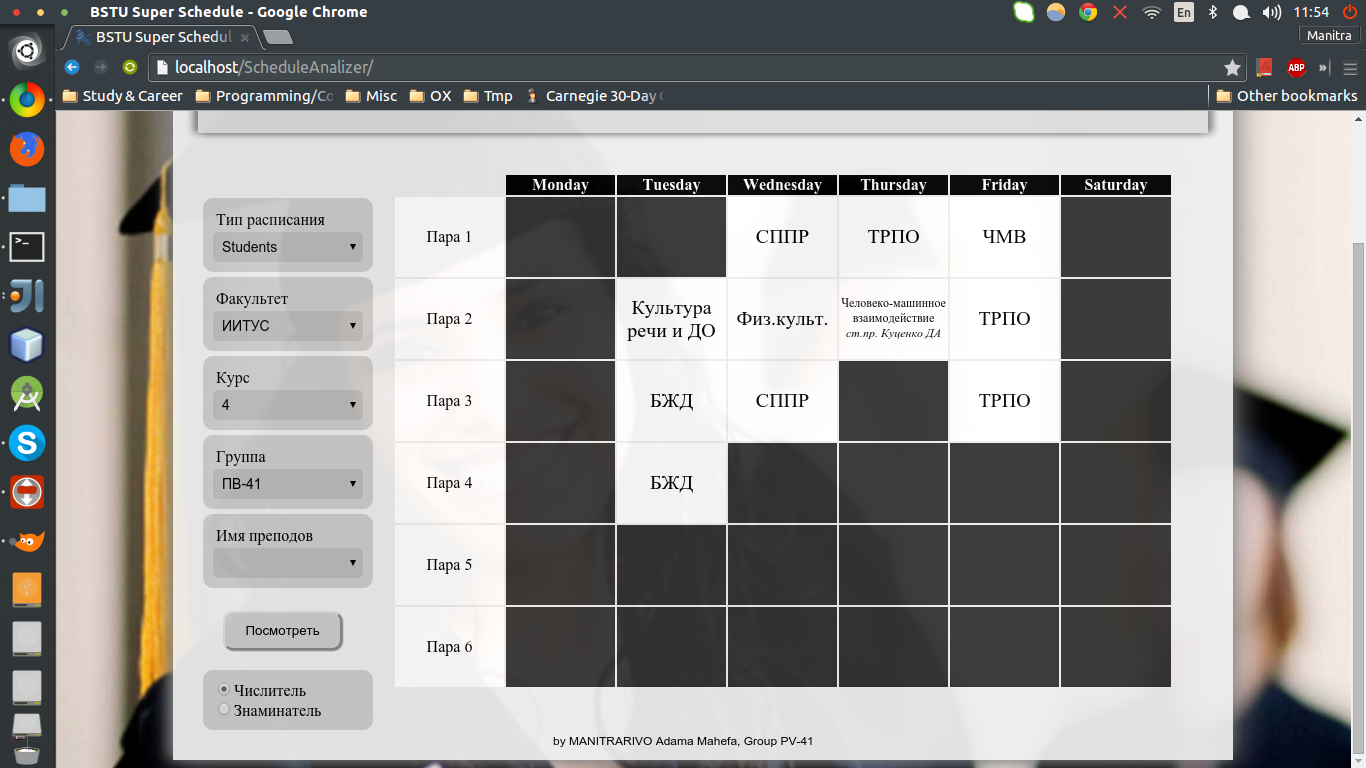 BSTU Super Schedule - Google Chrome
En
11:54
BSTU Super Schedul
Manitra
localhost/ScheduleAnalizer/
ABP
Study & Career
Programming/Co
Misc
OX
Tmp
Carnegie 30-Day
Other bookmarks
Monday Tuesday Wednesday Thursday Friday Saturday
Тип расписания
Students
Факультет
ИИТУС
Курс
4
Группа
ПВ-41
Имя преподов
Посмотреть
Числитель
Знаминатель
Пара 1
СППР
ТРПО
ЧМВ
Пара 2
Культура
речи и ДО
Физ.культ.
Человеко-машинное
взаимодействие
ст.пр. Куценко ДА
ТРПО
Пара 3
БЖД
СППР
ТРПО
Пара 4
БЖД
Пара 5
Пара 6
by MANITRARIVO Adama Mahefa, Group PV-41